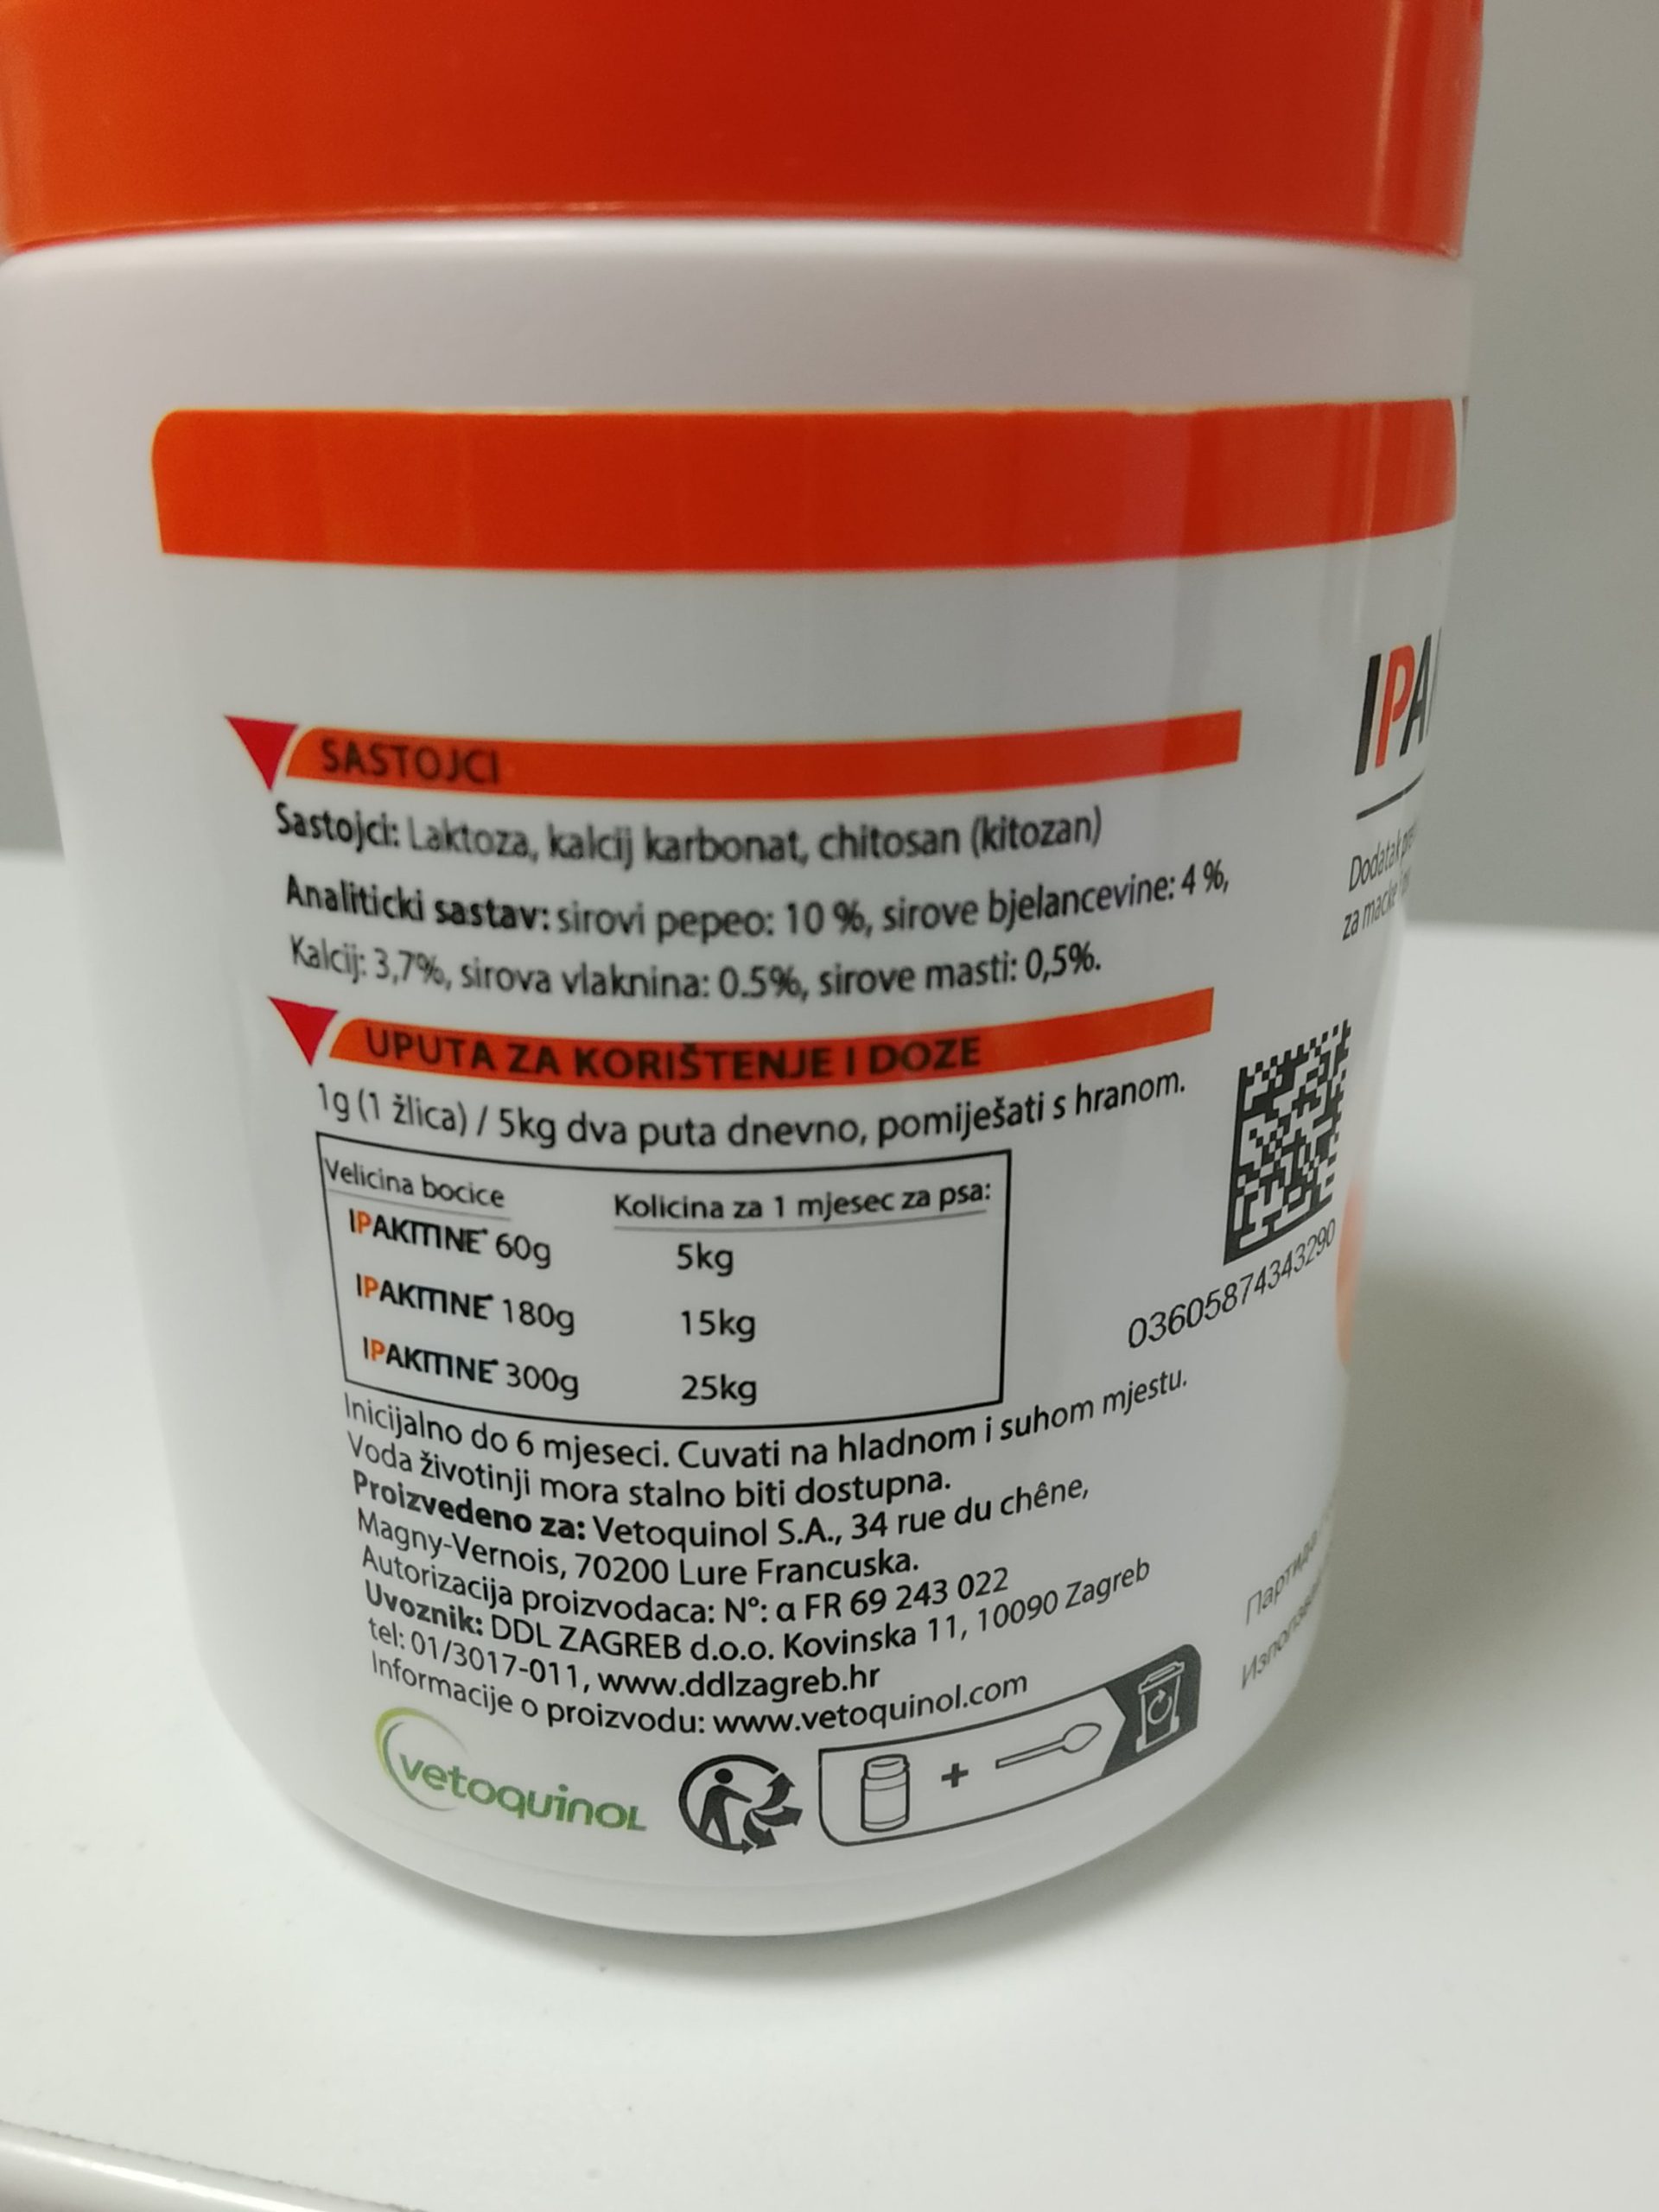 SASTOJCI
Sastojci: Laktoza, kalcij karbonat, chitosan (kitozan)
Analiticki sastav: sirovi pepeo: 10 %, sirove bjelancevine: 4 %,
Kalcij: 3,7%, sirova vlaknina: 0.5%, sirove masti: 0,5%.
UPUTA ZA KORIŠTENJE I DOZE
1g (1 žlica) / 5kg dva puta dnevno, pomiješati s hranom.
Velicina bocice Kolicina za 1 mjesec za psa:
IPAKITINE 60g 5kg
IPAKITINE 180g 15kg
IPAKITINE 300g 25kg
Inicijalno do 6 mjeseci. Cuvati na hladnom i suhom mjestu.
Voda životinji mora stalno biti dostupna.
Proizvedeno za: Vetoquinol S.A., 34 rue du chêne,
Magny-Vernois, 70200 Lure Francuska.
Autorizacija proizvodaca: N°: α FR 69 243 022
Uvoznik: DDL ZAGREB d.o.o. Kovinska 11, 10090 Zagreb
tel: 01/3017-011, www.ddlzagreb.hr
Informacije o proizvodu: www.vetoquinol.com
vetoquinol
+
03605874343290
Dodatak
za macke